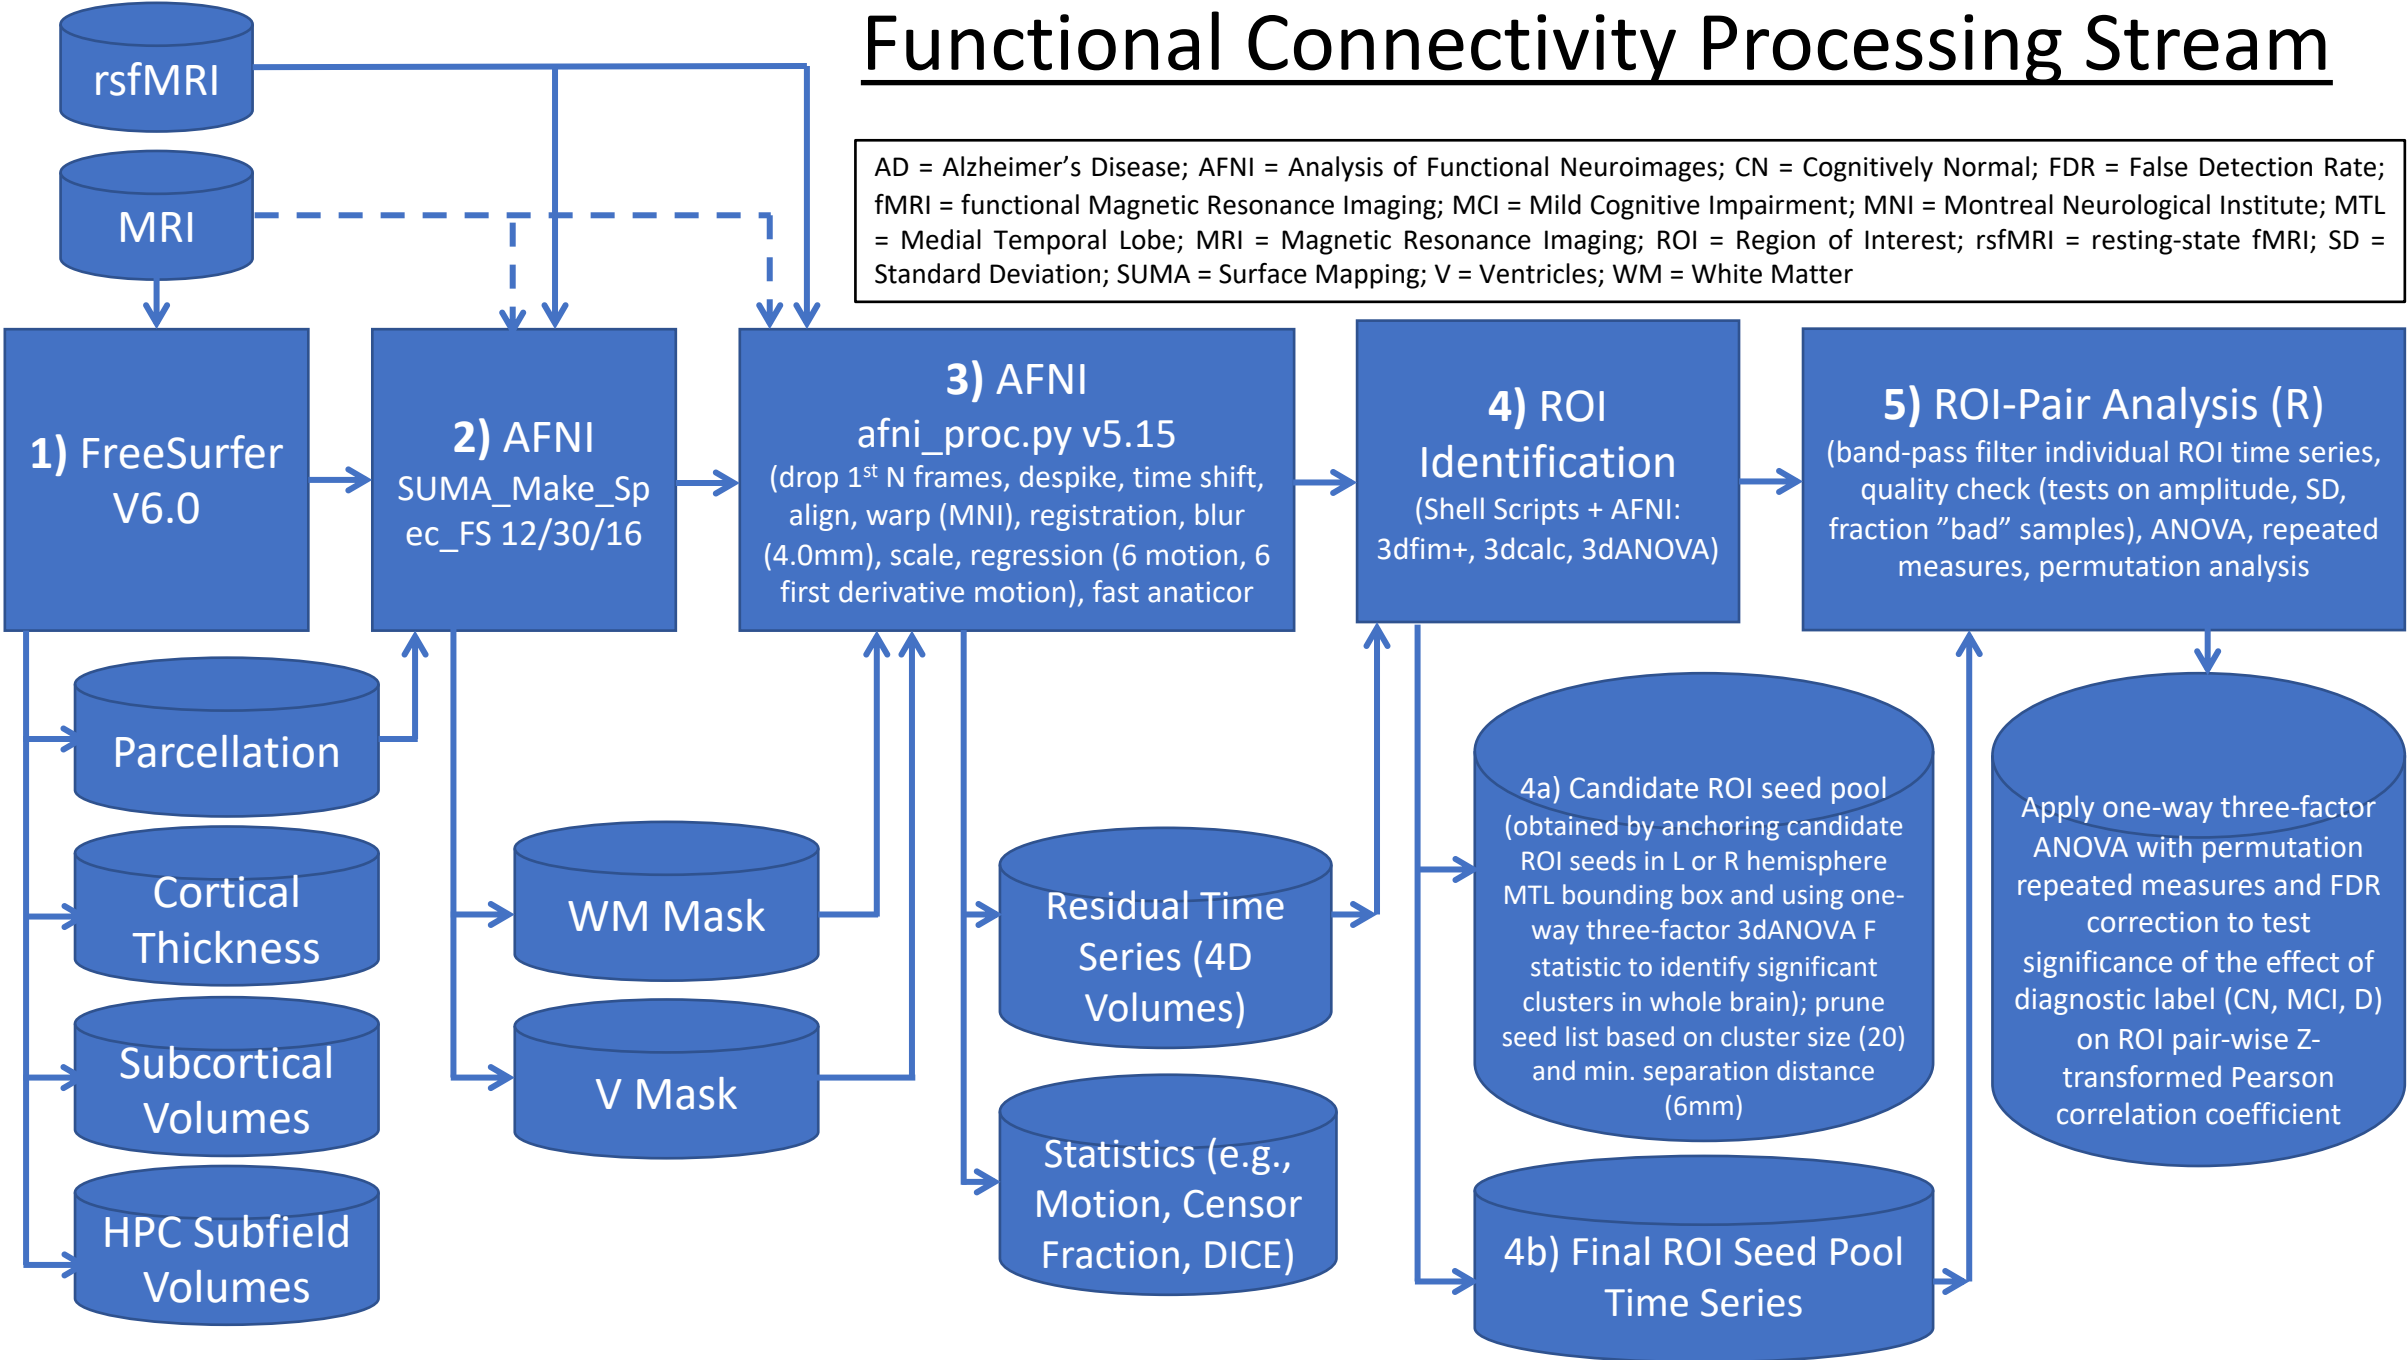 Functional Connectivity Processing Stream
rsfMRI
MRI
AD = Alzheimer’s Disease; AFNI = Analysis of Functional Neuroimages; CN = Cognitively Normal; FDR = False Detection Rate;
fMRI = functional Magnetic Resonance Imaging; MCI = Mild Cognitive Impairment; MNI = Montreal Neurological Institute; MTL
= Medial Temporal Lobe; MRI = Magnetic Resonance Imaging; ROI = Region of Interest; rsfMRI = resting-state fMRI; SD =
Standard Deviation; SUMA = Surface Mapping; V = Ventricles; WM = White Matter
1) FreeSurfer
V6.0
2) AFNI
SUMA_Make_Sp
ec_FS 12/30/16
3) AFNI
afni_proc.py v5.15
(drop 1st N frames, despike, time shift,
align, warp (MNI), registration, blur
(4.0mm), scale, regression (6 motion, 6
first derivative motion), fast anaticor
4) ROI
Identification
(Shell Scripts + AFNI:
3dfim+, 3dcalc, 3dANOVA)
5) ROI-Pair Analysis (R)
(band-pass filter individual ROI time series,
quality check (tests on amplitude, SD,
fraction ”bad” samples), ANOVA, repeated
measures, permutation analysis
Parcellation
Cortical
Thickness
Subcortical
Volumes
HPC Subfield
Volumes
WM Mask
V Mask
Residual Time
Series (4D
Volumes)
Statistics (e.g.,
Motion, Censor
Fraction, DICE)
4a) Candidate ROI seed pool
(obtained by anchoring candidate
ROI seeds in L or R hemisphere
MTL bounding box and using one-
way three-factor 3dANOVA F
statistic to identify significant
clusters in whole brain); prune
seed list based on cluster size (20)
and min. separation distance
(6mm)
4b) Final ROI Seed Pool
Time Series
Apply one-way three-factor
ANOVA with permutation
repeated measures and FDR
correction to test
significance of the effect of
diagnostic label (CN, MCI, D)
on ROI pair-wise Z-
transformed Pearson
correlation coefficient